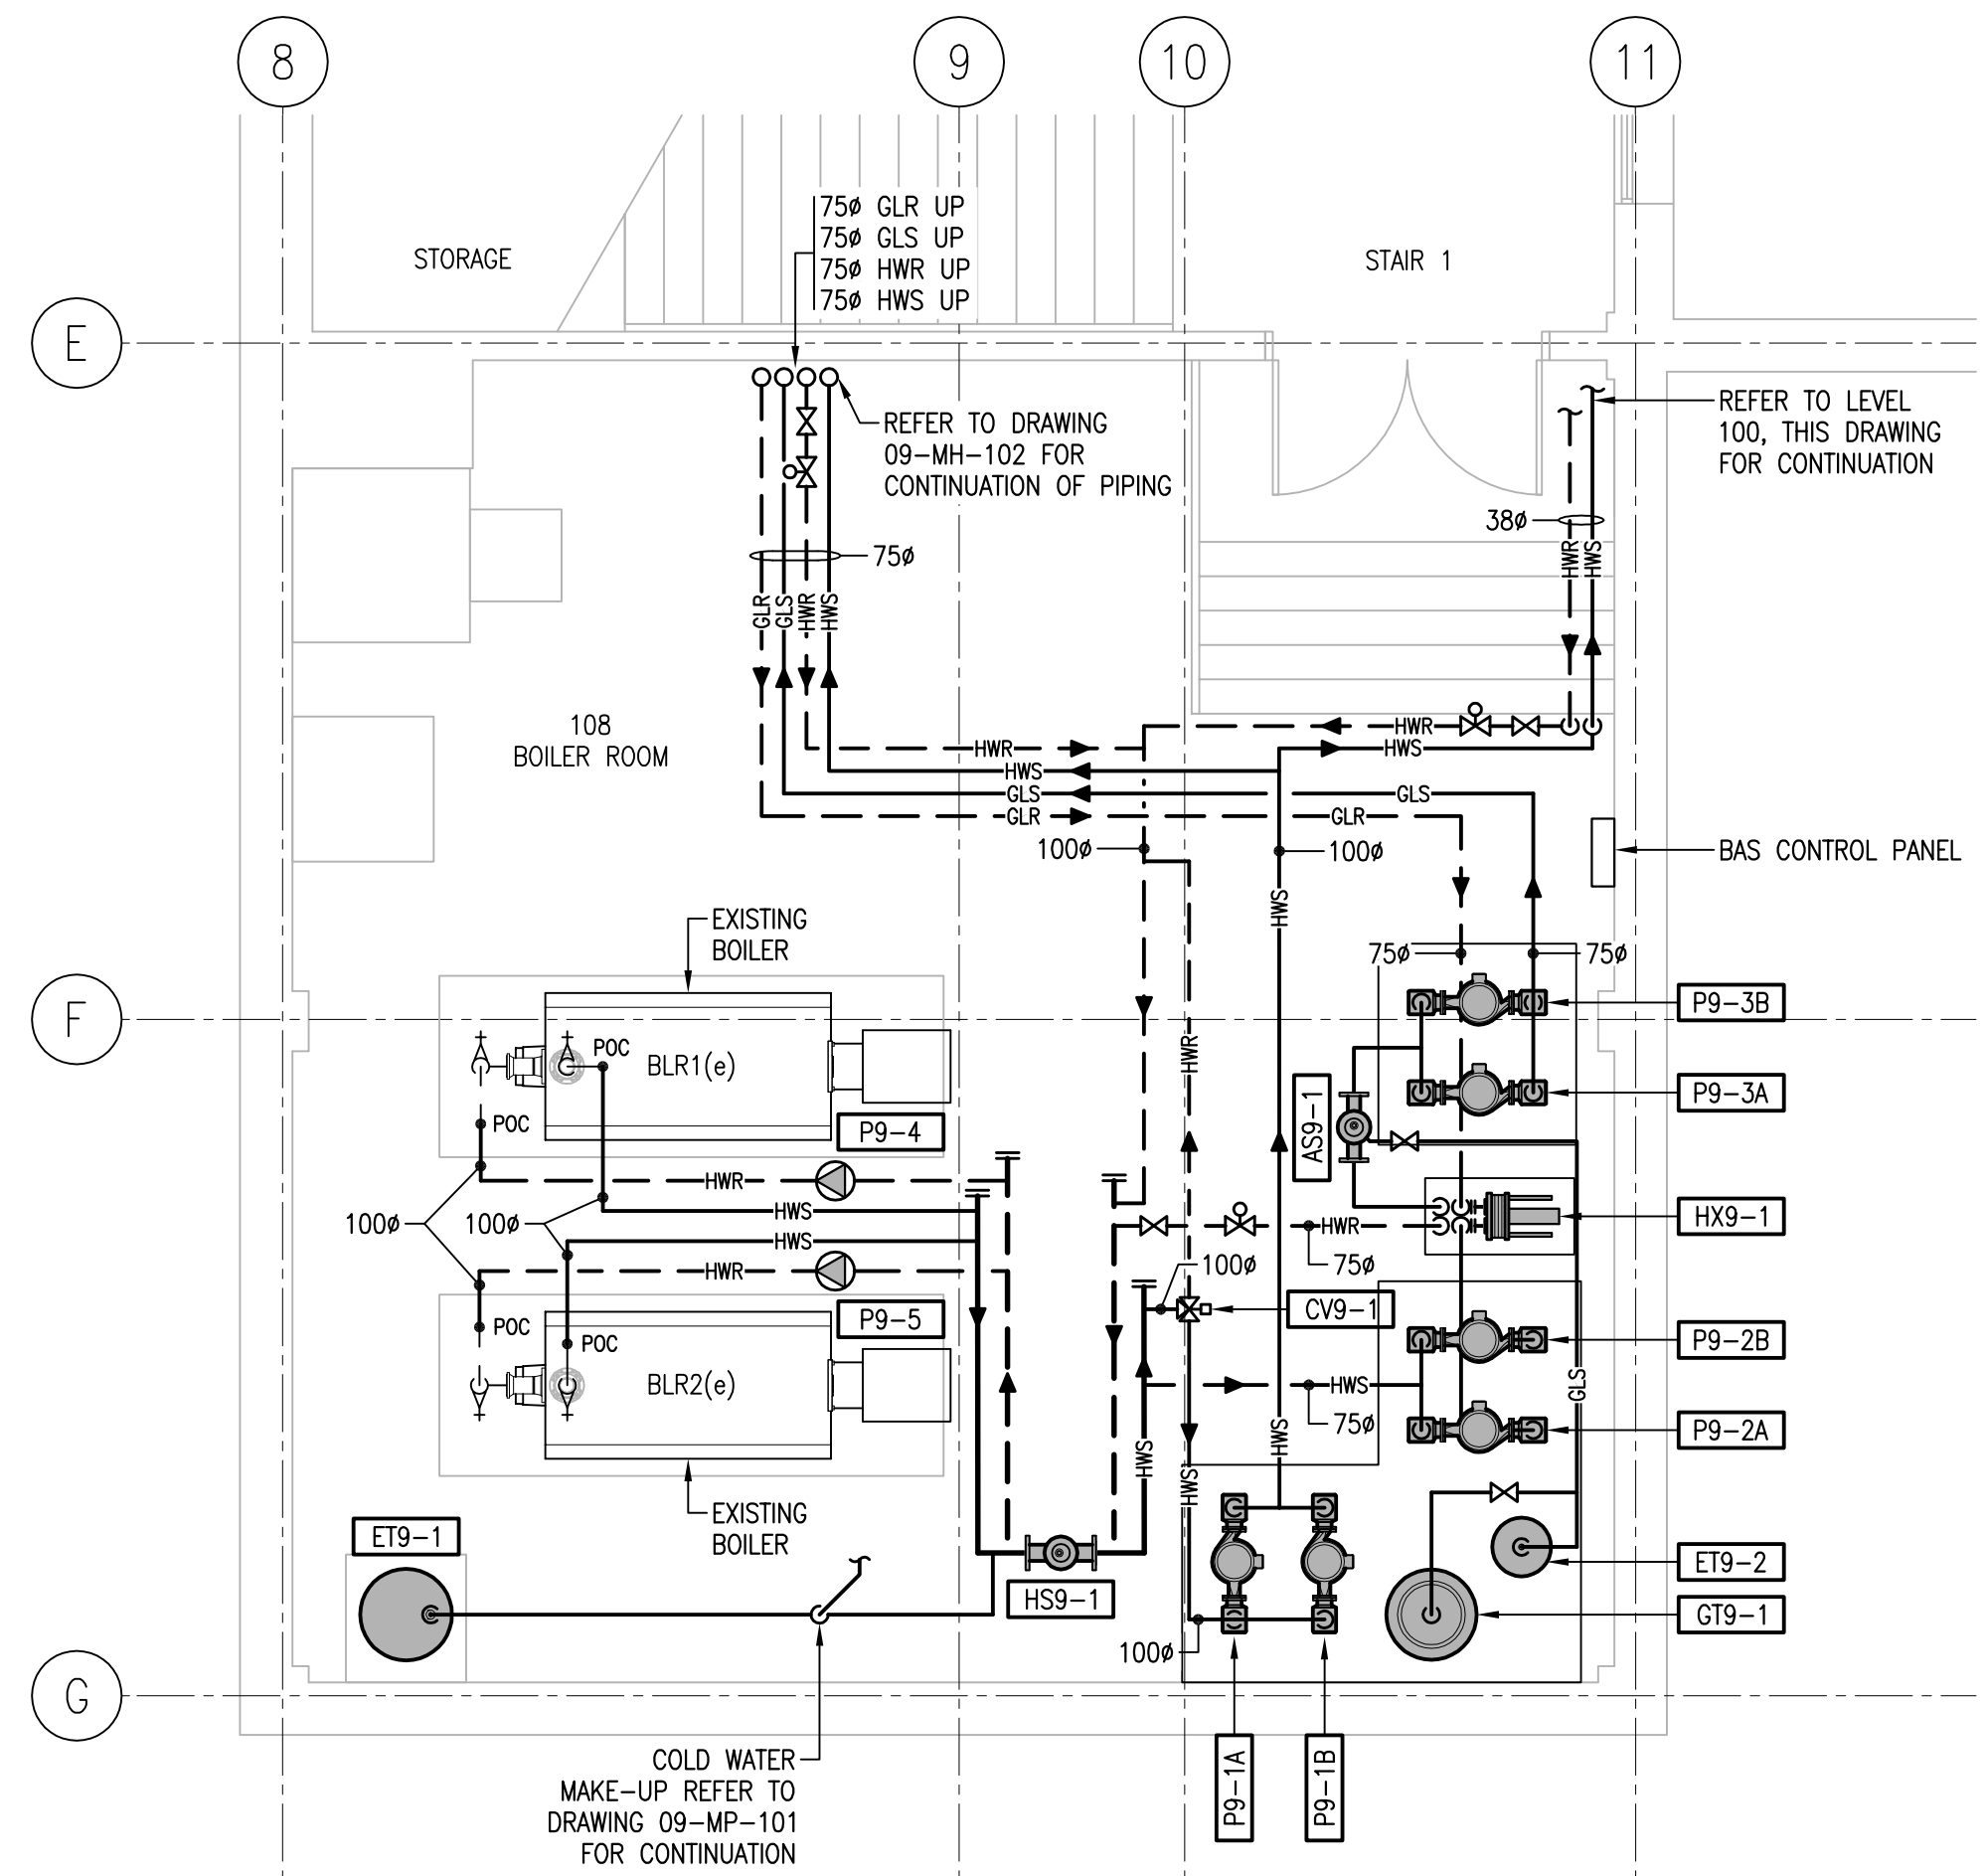 8
9
10
11
75ø GLR UP
75ø GLS UP
75ø HWR UP
75ø HWS UP
STORAGE
STAIR 1
E
REFER TO DRAWING
09-MH-102 FOR
CONTINUATION OF PIPING
REFER TO LEVEL
100, THIS DRAWING
FOR CONTINUATION
38ø
75ø
HWR
HWS
GLR
GLS
HWR
HWS
108
BOILER ROOM
HWR
HWS
HWR
HWS
GLS
GLS
GLR
GLR
100ø
100ø
BAS CONTROL PANEL
HWS
EXISTING
BOILER
75ø
75ø
F
P9-3B
HWR
POC
BLR1(e)
P9-3A
AS9-1
POC
P9-4
HWR
HWS
100ø
100ø
HX9-1
HWR
HWS
HWR
75ø
100ø
CV9-1
P9-5
POC
POC
P9-2B
BLR2(e)
HWS
GLS
75ø
P9-2A
HWS
HWS
HWS
EXISTING
BOILER
ET9-1
ET9-2
HS9-1
GT9-1
100ø
G
P9-1A
P9-1B
COLD WATER
MAKE-UP REFER TO
DRAWING 09-MP-101
FOR CONTINUATION